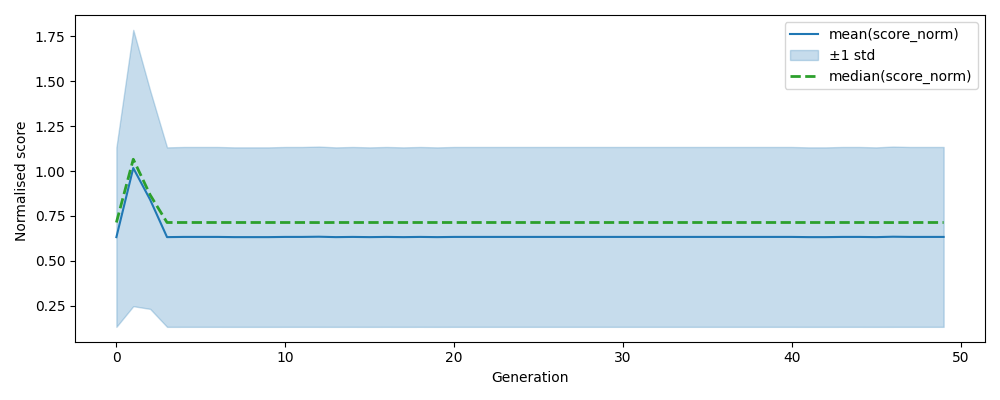 mean(score_norm)
±1 std
median(score_norm)
Normalised score
1.75
1.50
1.25
1.00
0.75
0.50
0.25
0 10 20 30 40 50
Generation